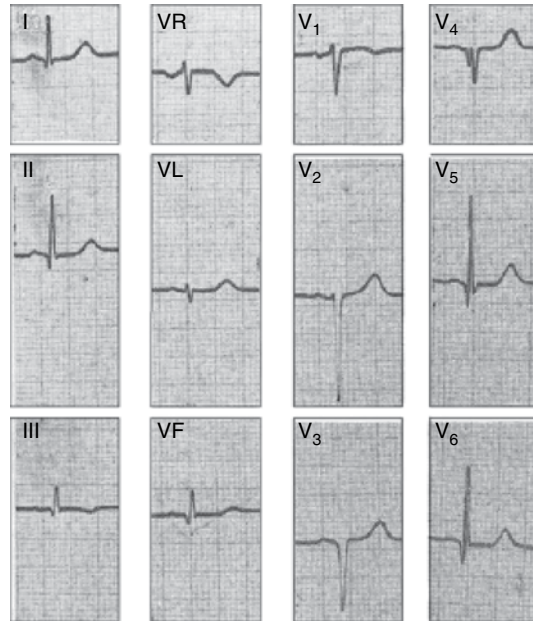 I VR V₁ V₄
II VL V₂ V₅
III VF V₃ V₆